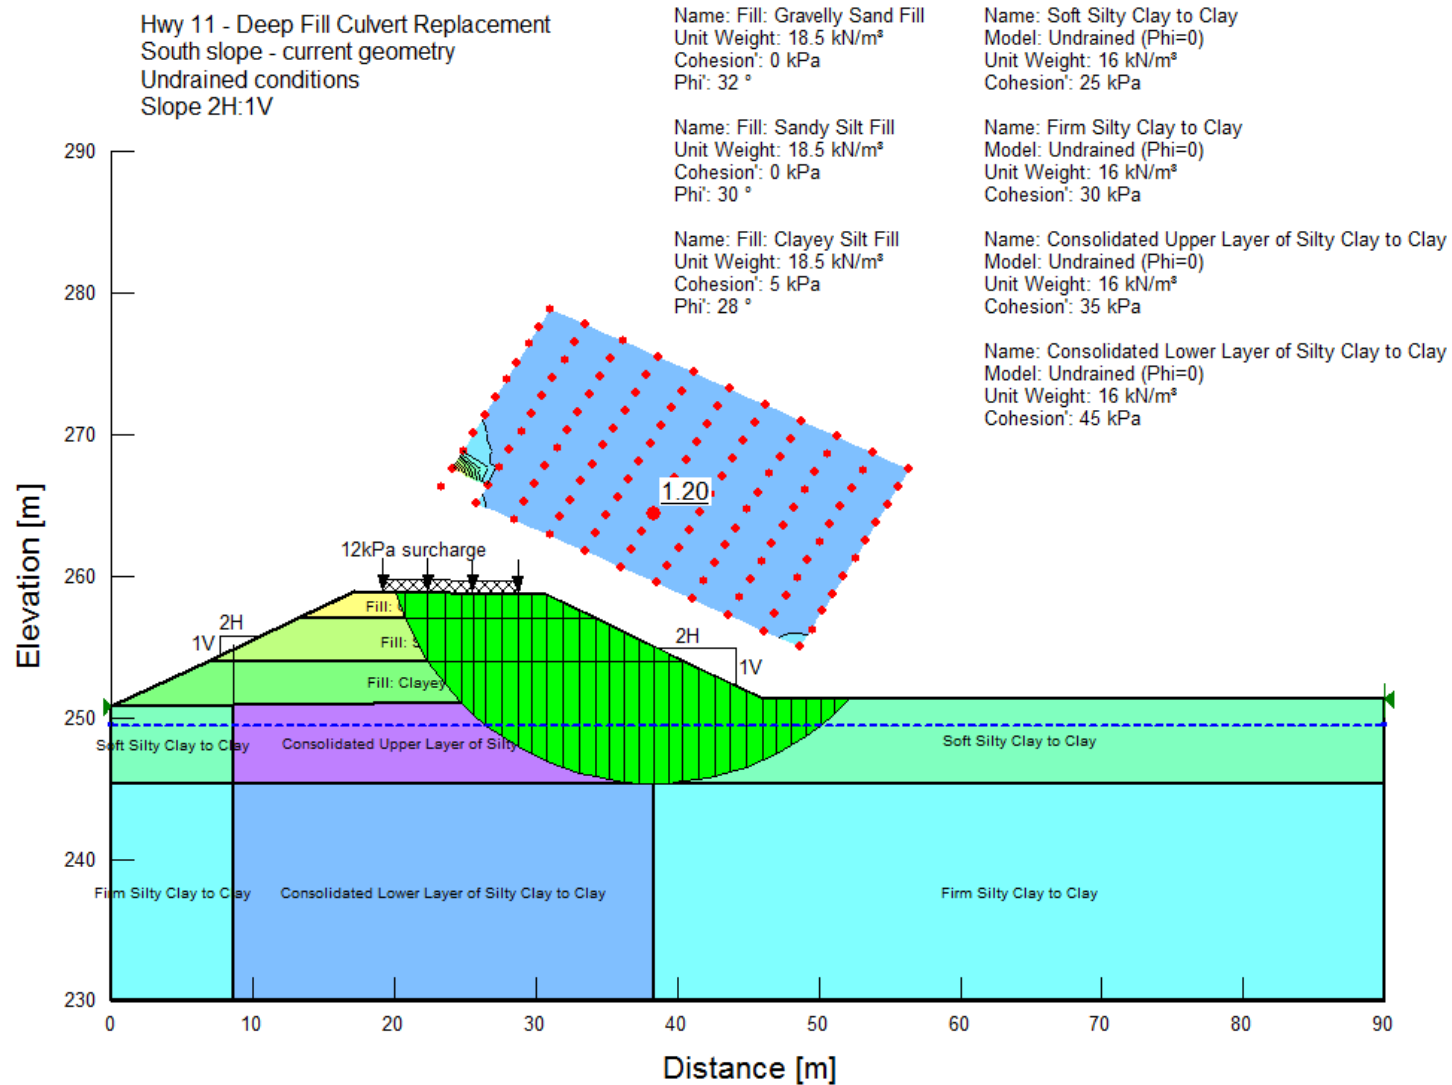 Hwy 11 - Deep Fill Culvert Replacement
South slope - current geometry
Undrained conditions
Slope 2H:1V
Name: Fill: Gravelly Sand Fill
Unit Weight: 18.5 kN/m³
Cohesion': 0 kPa
Phi': 32 °
Name: Fill: Sandy Silt Fill
Unit Weight: 18.5 kN/m³
Cohesion': 0 kPa
Phi': 30 °
Name: Fill: Clayey Silt Fill
Unit Weight: 18.5 kN/m³
Cohesion': 5 kPa
Phi': 28 °
Name: Soft Silty Clay to Clay
Model: Undrained (Phi=0)
Unit Weight: 16 kN/m³
Cohesion': 25 kPa
Name: Firm Silty Clay to Clay
Model: Undrained (Phi=0)
Unit Weight: 16 kN/m³
Cohesion': 30 kPa
Name: Consolidated Upper Layer of Silty Clay to Clay
Model: Undrained (Phi=0)
Unit Weight: 16 kN/m³
Cohesion': 35 kPa
Name: Consolidated Lower Layer of Silty Clay to Clay
Model: Undrained (Phi=0)
Unit Weight: 16 kN/m³
Cohesion': 45 kPa
290
280
270
260
250
240
230
Elevation [m]
1.20
12kPa surcharge
2H
1V
2H
1V
Fill:
Fill: S
Fill: Clayey
Soft Silty Clay to Clay
Consolidated Upper Layer of Silty
Soft Silty Clay to Clay
Firm Silty Clay to Clay
Consolidated Lower Layer of Silty Clay to Clay
Firm Silty Clay to Clay
0
10
20
30
40
50
60
70
80
90
Distance [m]